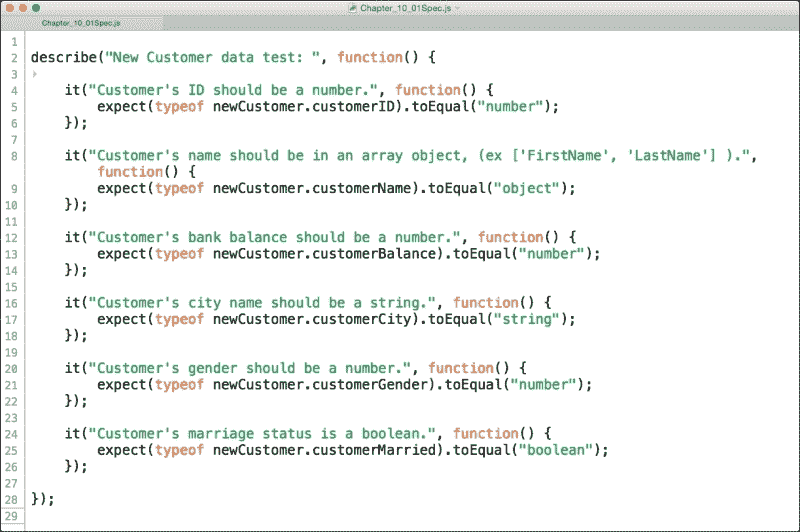 Chapter_10_01Spec.js
Chapter_10_01Spec.js
1
2 describe("New Customer data test: ", function() {
3
4 it("Customer's ID should be a number.", function() {
5 expect(typeof newCustomer.customerID).toEqual("number");
6 });
7
8 it("Customer's name should be in an array object, (ex ['FirstName', 'LastName'] ).",
function() {
9 expect(typeof newCustomer.customerName).toEqual("object");
10 });
11
12 it("Customer's bank balance should be a number.", function() {
13 expect(typeof newCustomer.customerBalance).toEqual("number");
14 });
15
16 it("Customer's city name should be a string.", function() {
17 expect(typeof newCustomer.customerCity).toEqual("string");
18 });
19
20 it("Customer's gender should be a number.", function() {
21 expect(typeof newCustomer.customerGender).toEqual("number");
22 });
23
24 it("Customer's marriage status is a boolean.", function() {
25 expect(typeof newCustomer.customerMarried).toEqual("boolean");
26 });
27
28 });
29